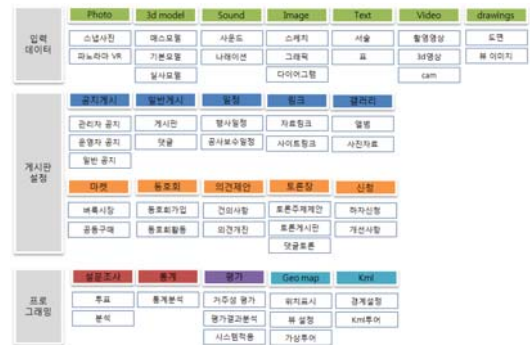 Photo 3d model Sound Image Text Video drawings
입력 데이터
스냅사진 매스모델 사운드 스케치 서술 촬영영상 도면
파노라마 VR 기본모델 나래이션 그래픽 표 3d영상 뷰 이미지
실사모델 다이어그램 cam
공지게시 일반게시 일정 링크 갤러리
게시판 설정
관리자 공지 게시판 행사일정 자료링크 앨범
운영자 공지 댓글 공사보수일정 사이트링크 사진자료
일반 공지
마켓 동호회 의견제안 토론장 신청
벼룩시장 동호회가입 건의사항 토론주제제안 하자신청
공동구매 동호회활동 의견개진 토론게시판 개선사항
댓글토론
설문조사 통계 평가 Geo map Kml
프로그래밍
투표 통계분석 거주성 평가 위치표시 경계설정
분석 평가결과분석 뷰 설정 Kml투어
시스템적용 가상투어